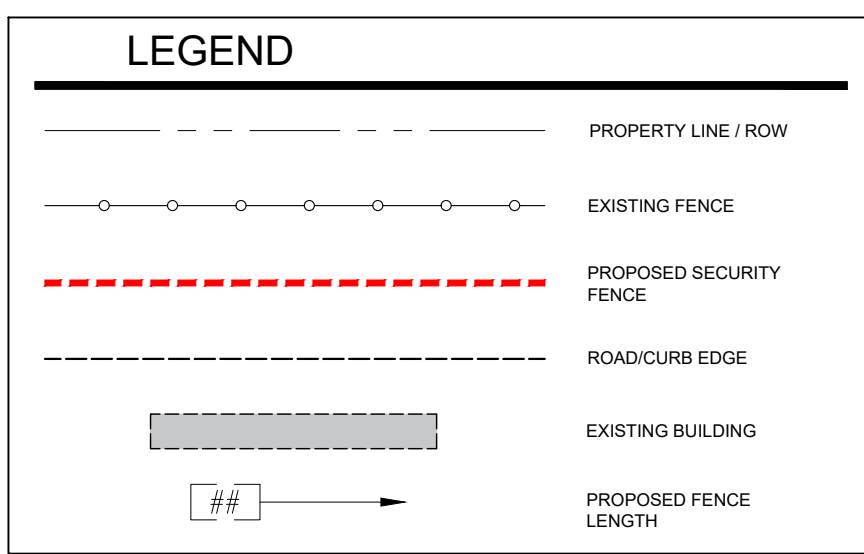 LEGEND
PROPERTY LINE / ROW
EXISTING FENCE
PROPOSED SECURITY
FENCE
ROAD/CURB EDGE
EXISTING BUILDING
##
PROPOSED FENCE
LENGTH